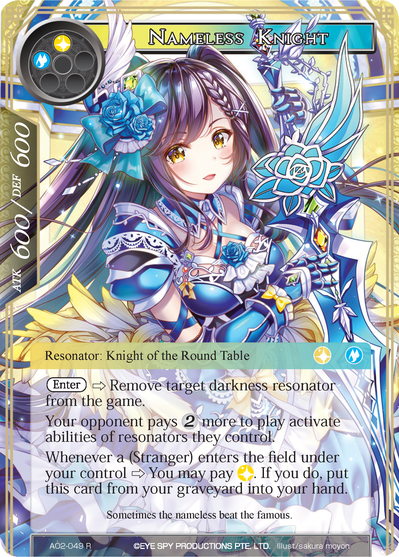 Nameless Knight
ATK 600 / DEF 600
Resonator: Knight of the Round Table
Enter ⇨ Remove target darkness resonator
from the game.
Your opponent pays 2 more to play activate
abilities of resonators they control.
Whenever a (Stranger) enters the field under
your control ⇨ You may pay . If you do, put
this card from your graveyard into your hand.
Sometimes the nameless beat the famous.
AO2-049 R ©EYE SPY PRODUCTIONS PTE. LTD. Illust/sakura moyon